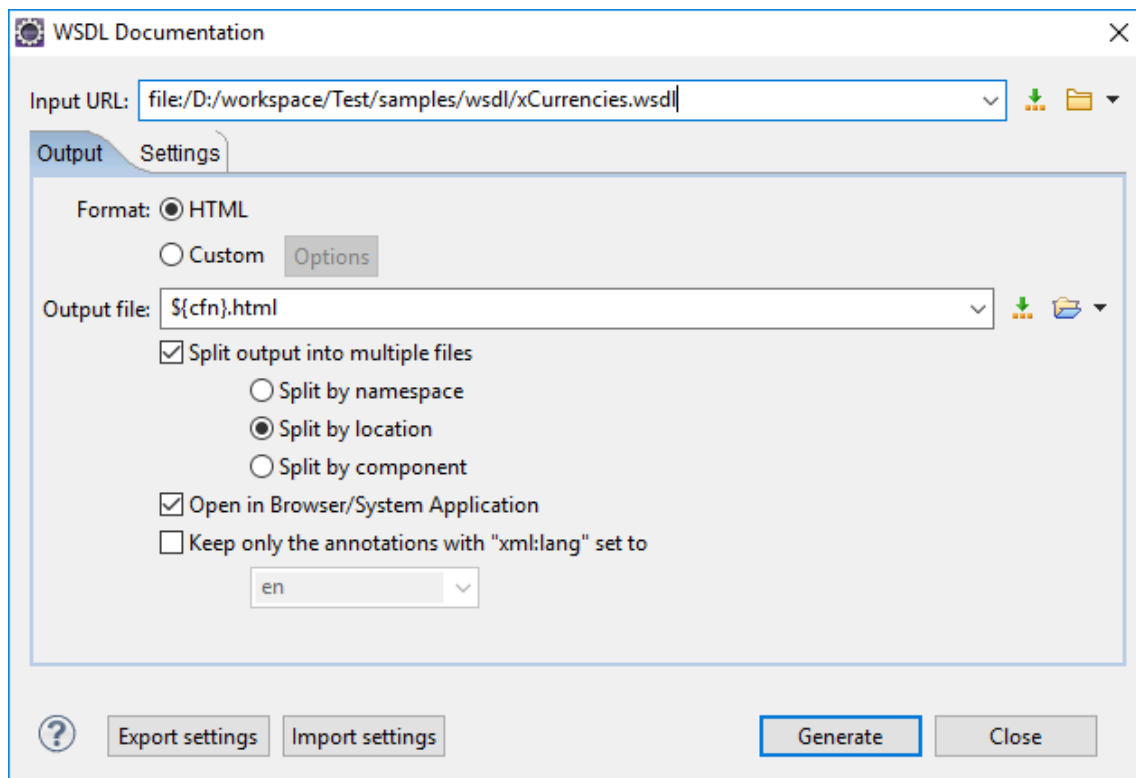 WSDL Documentation
Input URL: file:/D:/workspace/Test/samples/wsdl/xCurrencies.wsdl
Output Settings
Format: HTML
Custom Options
Output file: ${cfn}.html
Split output into multiple files
Split by namespace
Split by location
Split by component
Open in Browser/System Application
Keep only the annotations with "xml:lang" set to
en
? Export settings Import settings Generate Close